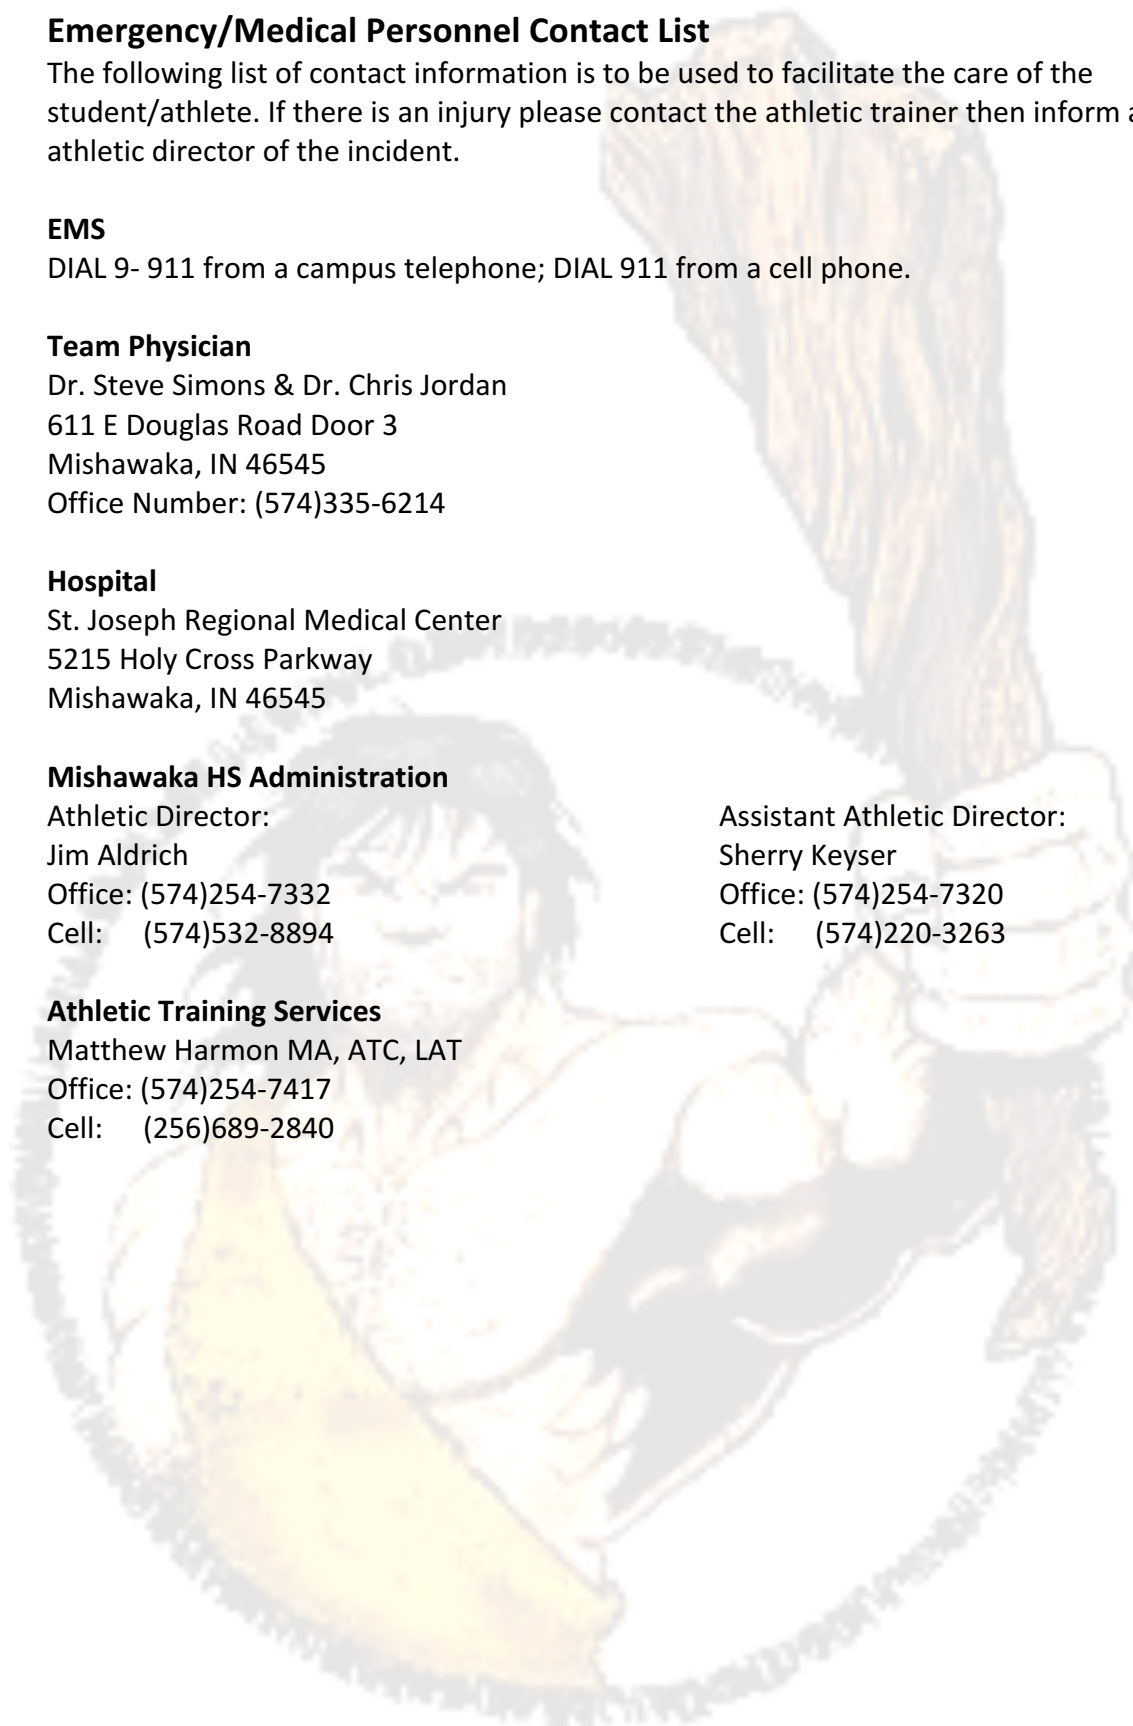 Emergency/Medical Personnel Contact List
The following list of contact information is to be used to facilitate the care of the
student/athlete. If there is an injury please contact the athletic trainer then inform
athletic director of the incident.
EMS
DIAL 9- 911 from a campus telephone; DIAL 911 from a cell phone.
Team Physician
Dr. Steve Simons & Dr. Chris Jordan
611 E Douglas Road Door 3
Mishawaka, IN 46545
Office Number: (574)335-6214
Hospital
St. Joseph Regional Medical Center
5215 Holy Cross Parkway
Mishawaka, IN 46545
Mishawaka HS Administration
Athletic Director:
Jim Aldrich
Office: (574)254-7332
Cell: (574)532-8894
Assistant Athletic Director:
Sherry Keyser
Office: (574)254-7320
Cell: (574)220-3263
Athletic Training Services
Matthew Harmon MA, ATC, LAT
Office: (574)254-7417
Cell: (256)689-2840